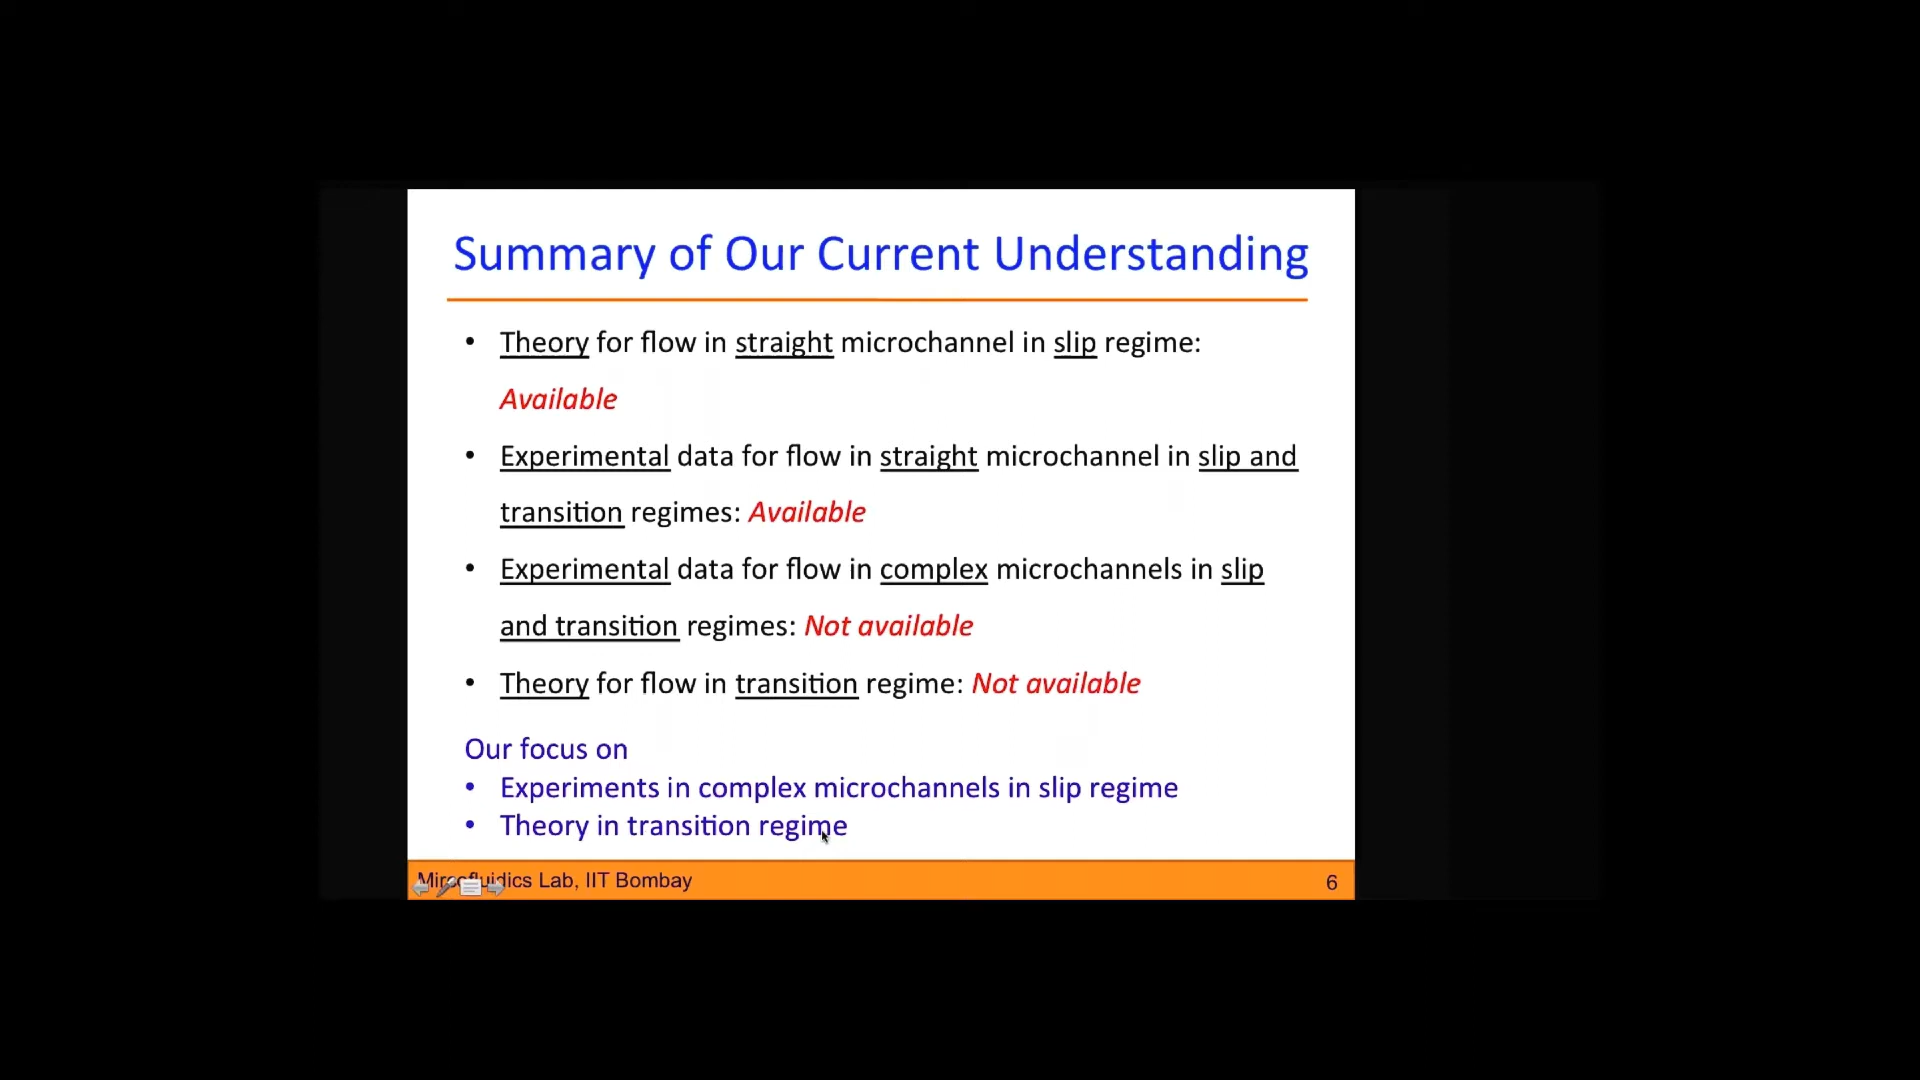 Summary of Our Current Understanding
• Theory for flow in straight microchannel in slip regime:
Available
• Experimental data for flow in straight microchannel in slip and
transition regimes: Available
• Experimental data for flow in complex microchannels in slip
and transition regimes: Not available
• Theory for flow in transition regime: Not available
Our focus on
• Experiments in complex microchannels in slip regime
• Theory in transition regime
Mircofluidics Lab, IIT Bombay
6